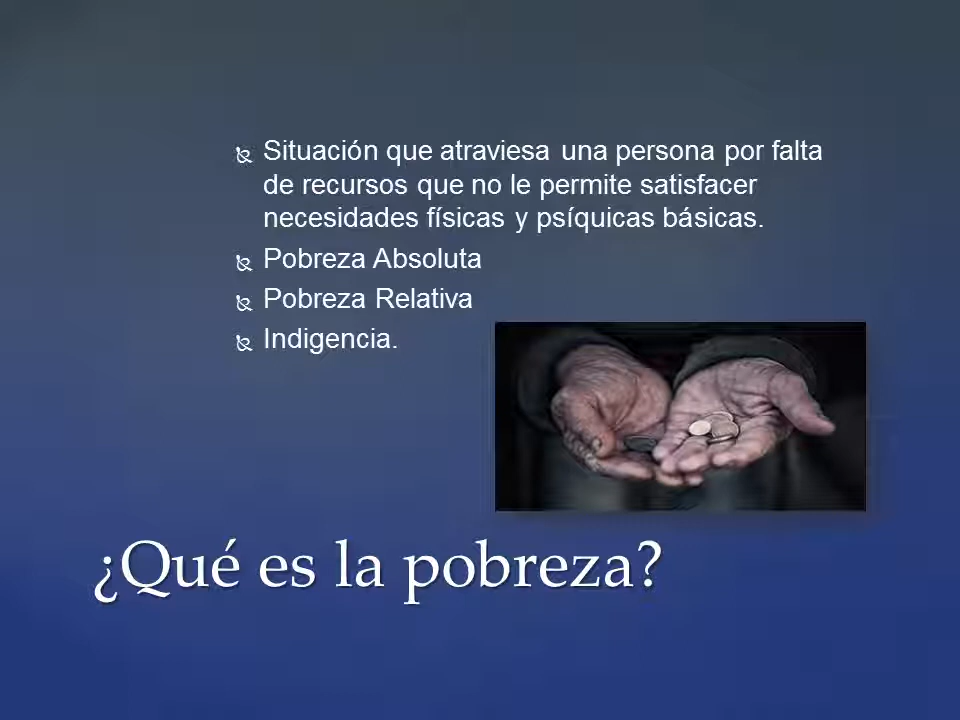 Situación que atraviesa una persona por falta
de recursos que no le permite satisfacer
necesidades físicas y psíquicas básicas.
Pobreza Absoluta
Pobreza Relativa
Indigencia.
¿Qué es la pobreza?